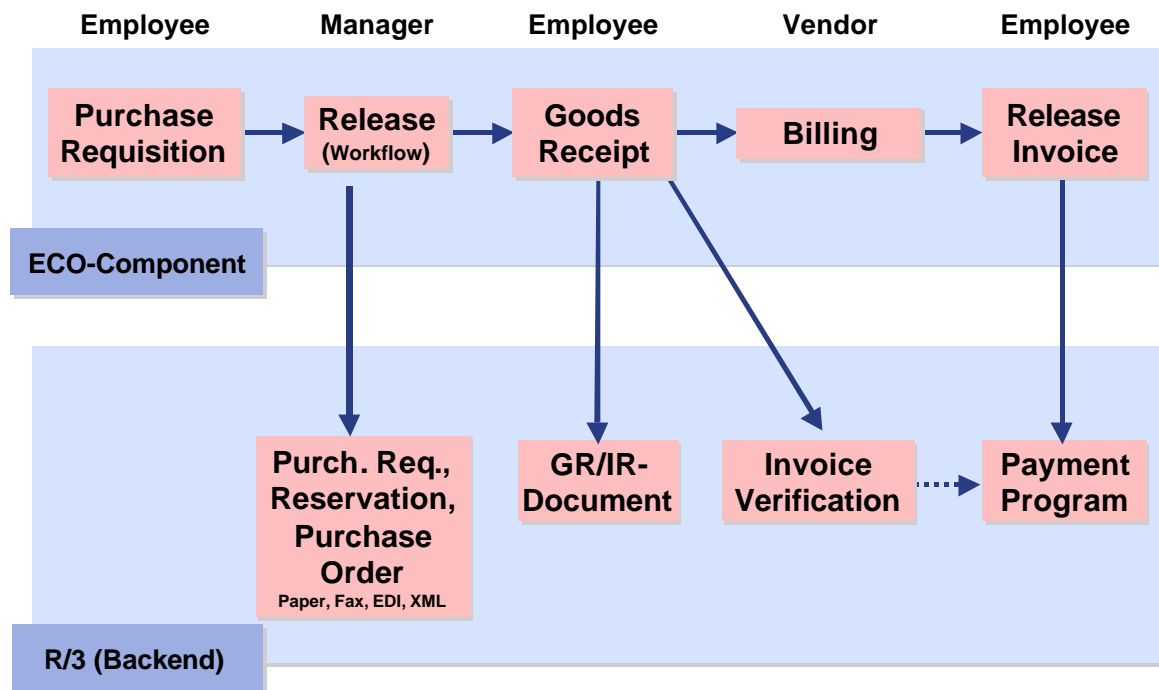 Employee
Manager
Employee
Vendor
Employee
Purchase
Requisition
Release
(Workflow)
Goods
Receipt
Billing
Release
Invoice
ECO-Component
Purch. Req.,
Reservation,
Purchase
Order
Paper, Fax, EDI, XML
GR/IR-
Document
Invoice
Verification
Payment
Program
R/3 (Backend)